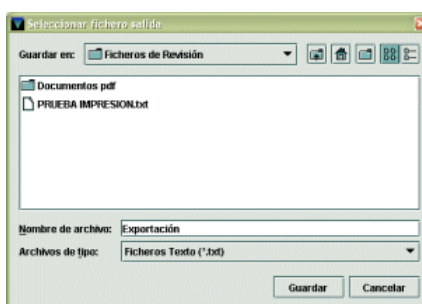 Seleccionar fichero salida
Guardar en: Ficheros de Revisión
Documentos pdf
PRUEBA IMPRESION.txt
Nombre de archivo: Exportación
Archivos de tipo: Ficheros Texto (*.txt)
Guardar Cancelar